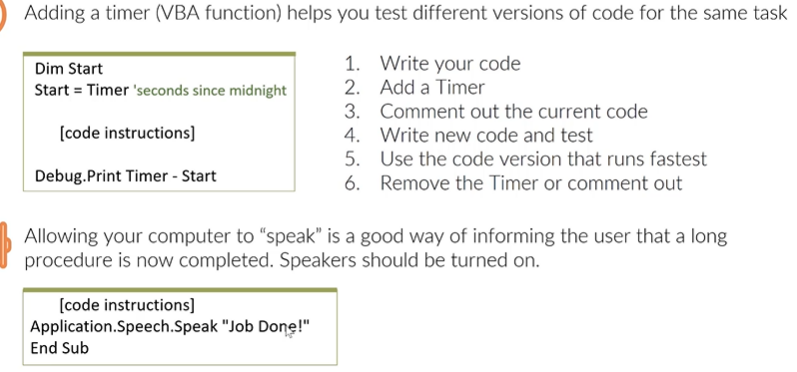 Adding a timer (VBA function) helps you test different versions of code for the same task
Dim Start
Start = Timer 'seconds since midnight
[code instructions]
Debug.Print Timer - Start
1. Write your code
2. Add a Timer
3. Comment out the current code
4. Write new code and test
5. Use the code version that runs fastest
6. Remove the Timer or comment out
Allowing your computer to “speak” is a good way of informing the user that a long
procedure is now completed. Speakers should be turned on.
[code instructions]
Application.Speech.Speak "Job Done!"
End Sub